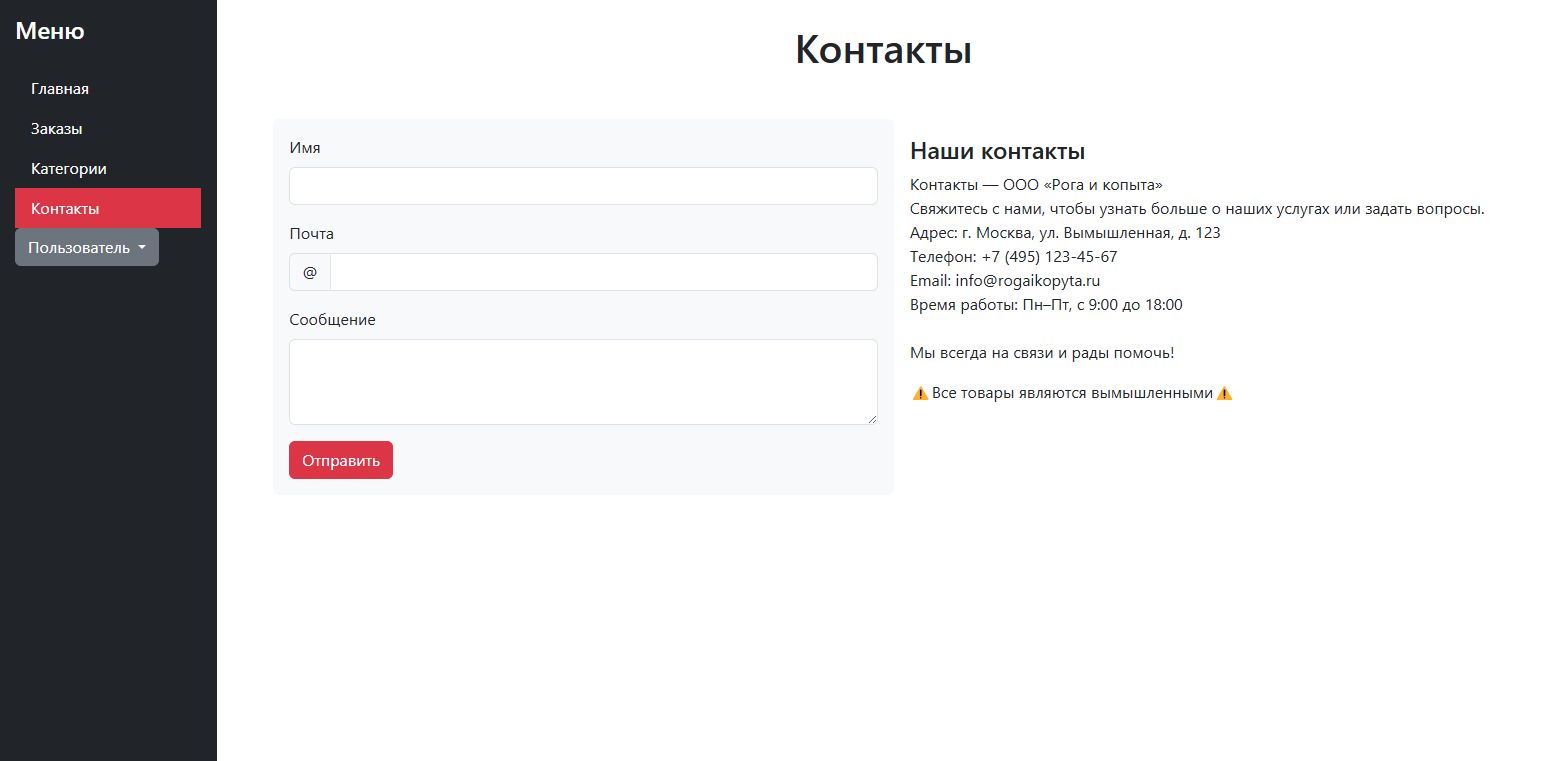 Меню
Главная
Заказы
Категории
Контакты
Пользователь
Контакты
Имя
Почта
@
Сообщение
Отправить
Наши контакты
Контакты — ООО «Рога и копыта»
Свяжитесь с нами, чтобы узнать больше о наших услугах или задать вопросы.
Адрес: г. Москва, ул. Вымышленная, д. 123
Телефон: +7 (495) 123-45-67
Email: info@rogaikopyta.ru
Время работы: Пн–Пт, с 9:00 до 18:00
Мы всегда на связи и рады помочь!
⚠️Все товары являются вымышленными⚠️